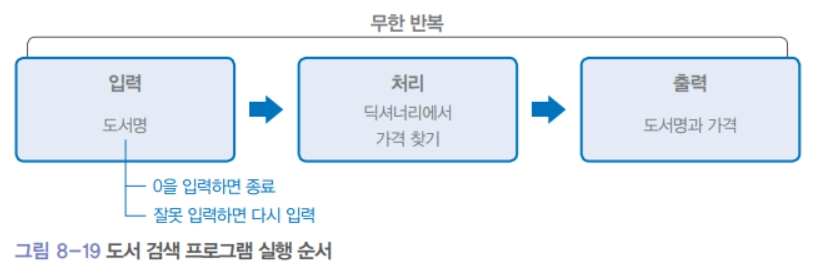 무한 반복
입력
도서명
처리
딕셔너리에서
가격 찾기
출력
도서명과 가격
0을 입력하면 종료
잘못 입력하면 다시 입력
그림 8-19 도서 검색 프로그램 실행 순서